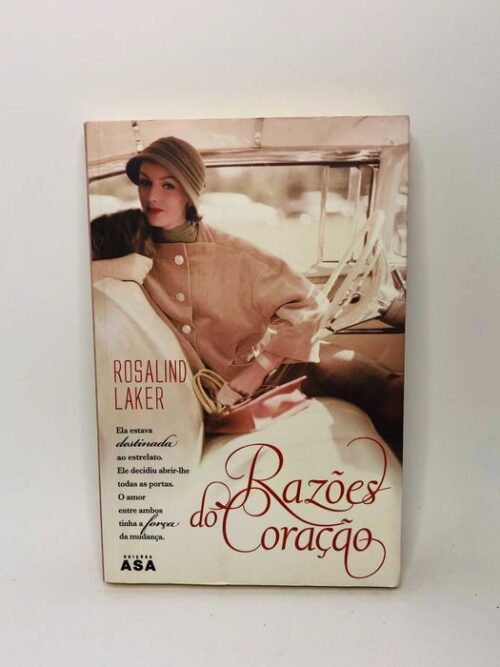 ROSALIND
LAKER
Ela estava
destinada
ao estrelato.
Ele decidiu abrir-lhe
todas as portas.
O amor
entre ambos
tinha a força
da mudança.
Razões
do Coração
EDIÇÕES
ASA